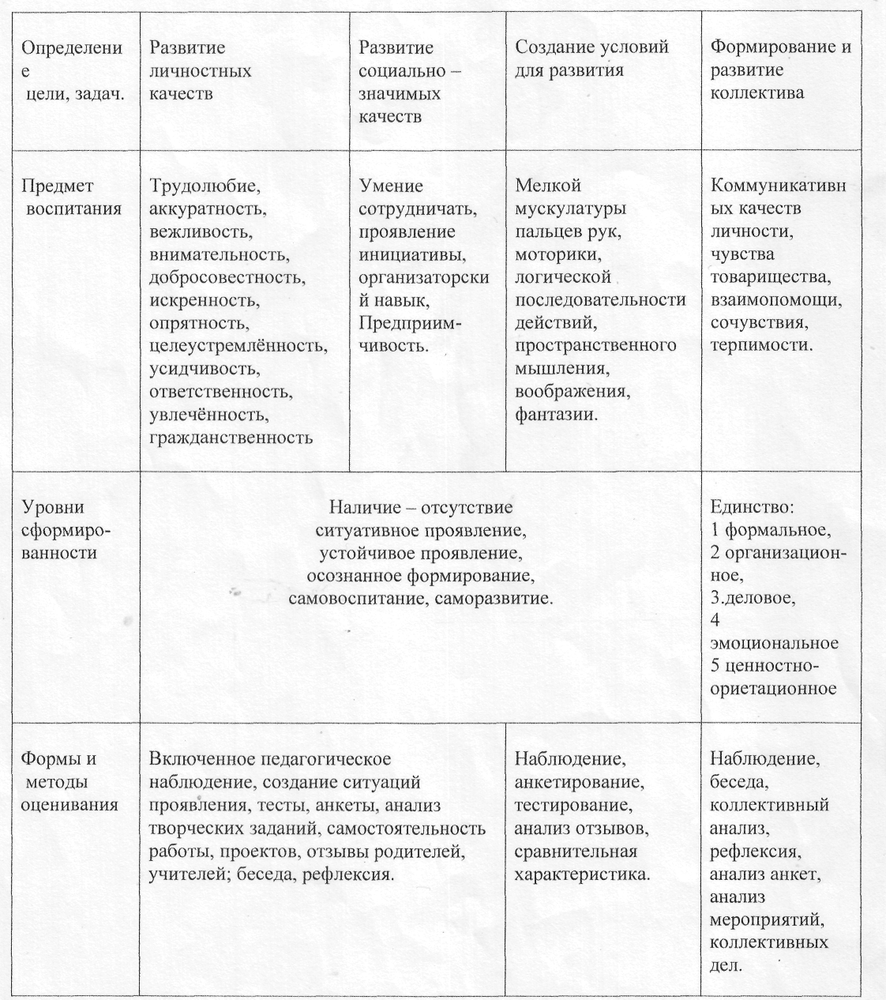 Определени
е
цели, задач.
Развитие
личностных
качеств
Развитие
социально –
значимых
качеств
Создание условий
для развития
Формирование и
развитие
коллектива
Предмет
воспитания
Трудолюбие,
аккуратность,
вежливость,
внимательность,
добросовестность,
искренность,
опрятность,
целеустремлённость,
усидчивость,
ответственность,
увлечённость,
гражданственность
Умение
сотрудничать,
проявление
инициативы,
организаторски
й навык,
Предприим-
чивость.
Мелкой
мускулатуры
пальцев рук,
моторики,
логической
последовательности
действий,
пространственного
мышления,
воображения,
фантазии.
Коммуникативн
ых качеств
личности,
чувства
товарищества,
взаимопомощи,
сочувствия,
терпимости.
Уровни
сформиро-
ванности
Наличие – отсутствие
ситуативное проявление,
устойчивое проявление,
осознанное формирование,
самовоспитание, саморазвитие.
Единство:
1 формальное,
2 организацион-
ное,
3.деловое,
4
эмоциональное
5 ценностно-
ориетационное
Формы и
методы
оценивания
Включенное педагогическое
наблюдение, создание ситуаций
проявления, тесты, анкеты, анализ
творческих заданий, самостоятельность
работы, проектов, отзывы родителей,
учителей; беседа, рефлексия.
Наблюдение,
анкетирование,
тестирование,
анализ отзывов,
сравнительная
характеристика.
Наблюдение,
беседа,
коллективный
анализ,
рефлексия,
анализ анкет,
анализ
мероприятий,
коллективных
дел.